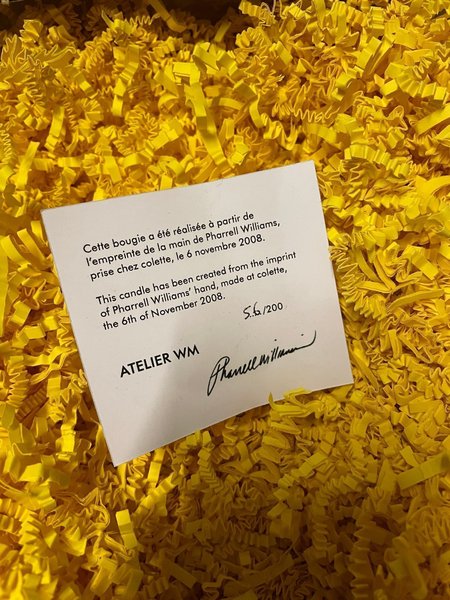 Cette bougie a été réalisée à partir de
l'empreinte de la main de Pharrell Williams,
prise chez colette, le 6 novembre 2008.
This candle has been created from the imprint
of Pharrell Williams' hand, made at colette,
the 6th of November 2008.
56/200
ATELIER WM
Pharrell Williams